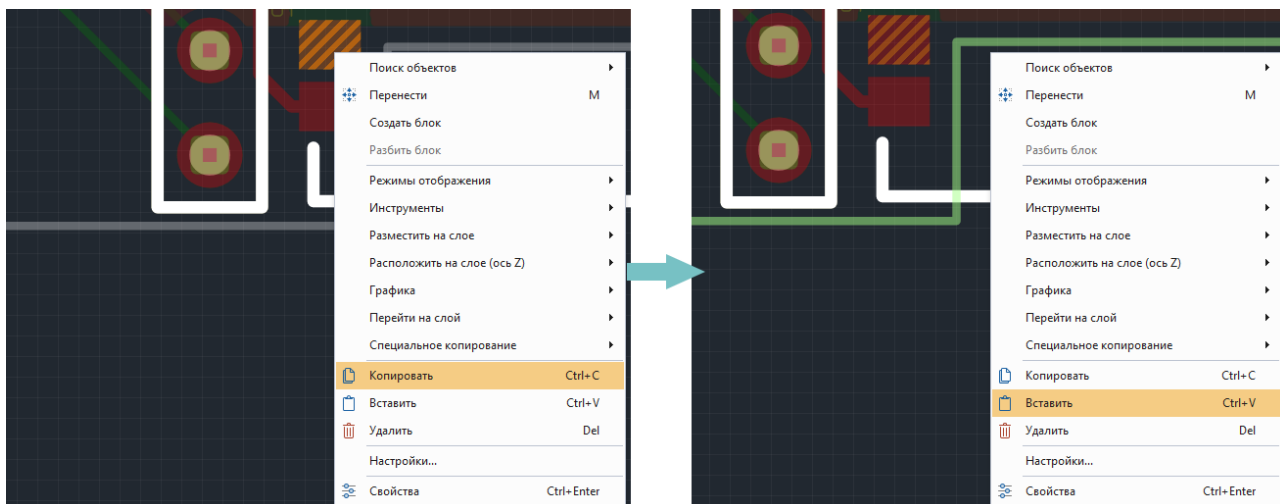 Поиск объектов
Перенести M
Создать блок
Разбить блок
Режимы отображения
Инструменты
Разместить на слое
Расположить на слое (ось Z)
Графика
Перейти на слой
Специальное копирование
Копировать Ctrl+C
Вставить Ctrl+V
Удалить Del
Настройки...
Свойства Ctrl+Enter
Поиск объектов
Перенести M
Создать блок
Разбить блок
Режимы отображения
Инструменты
Разместить на слое
Расположить на слое (ось Z)
Графика
Перейти на слой
Специальное копирование
Копировать Ctrl+C
Вставить Ctrl+V
Удалить Del
Настройки...
Свойства Ctrl+Enter